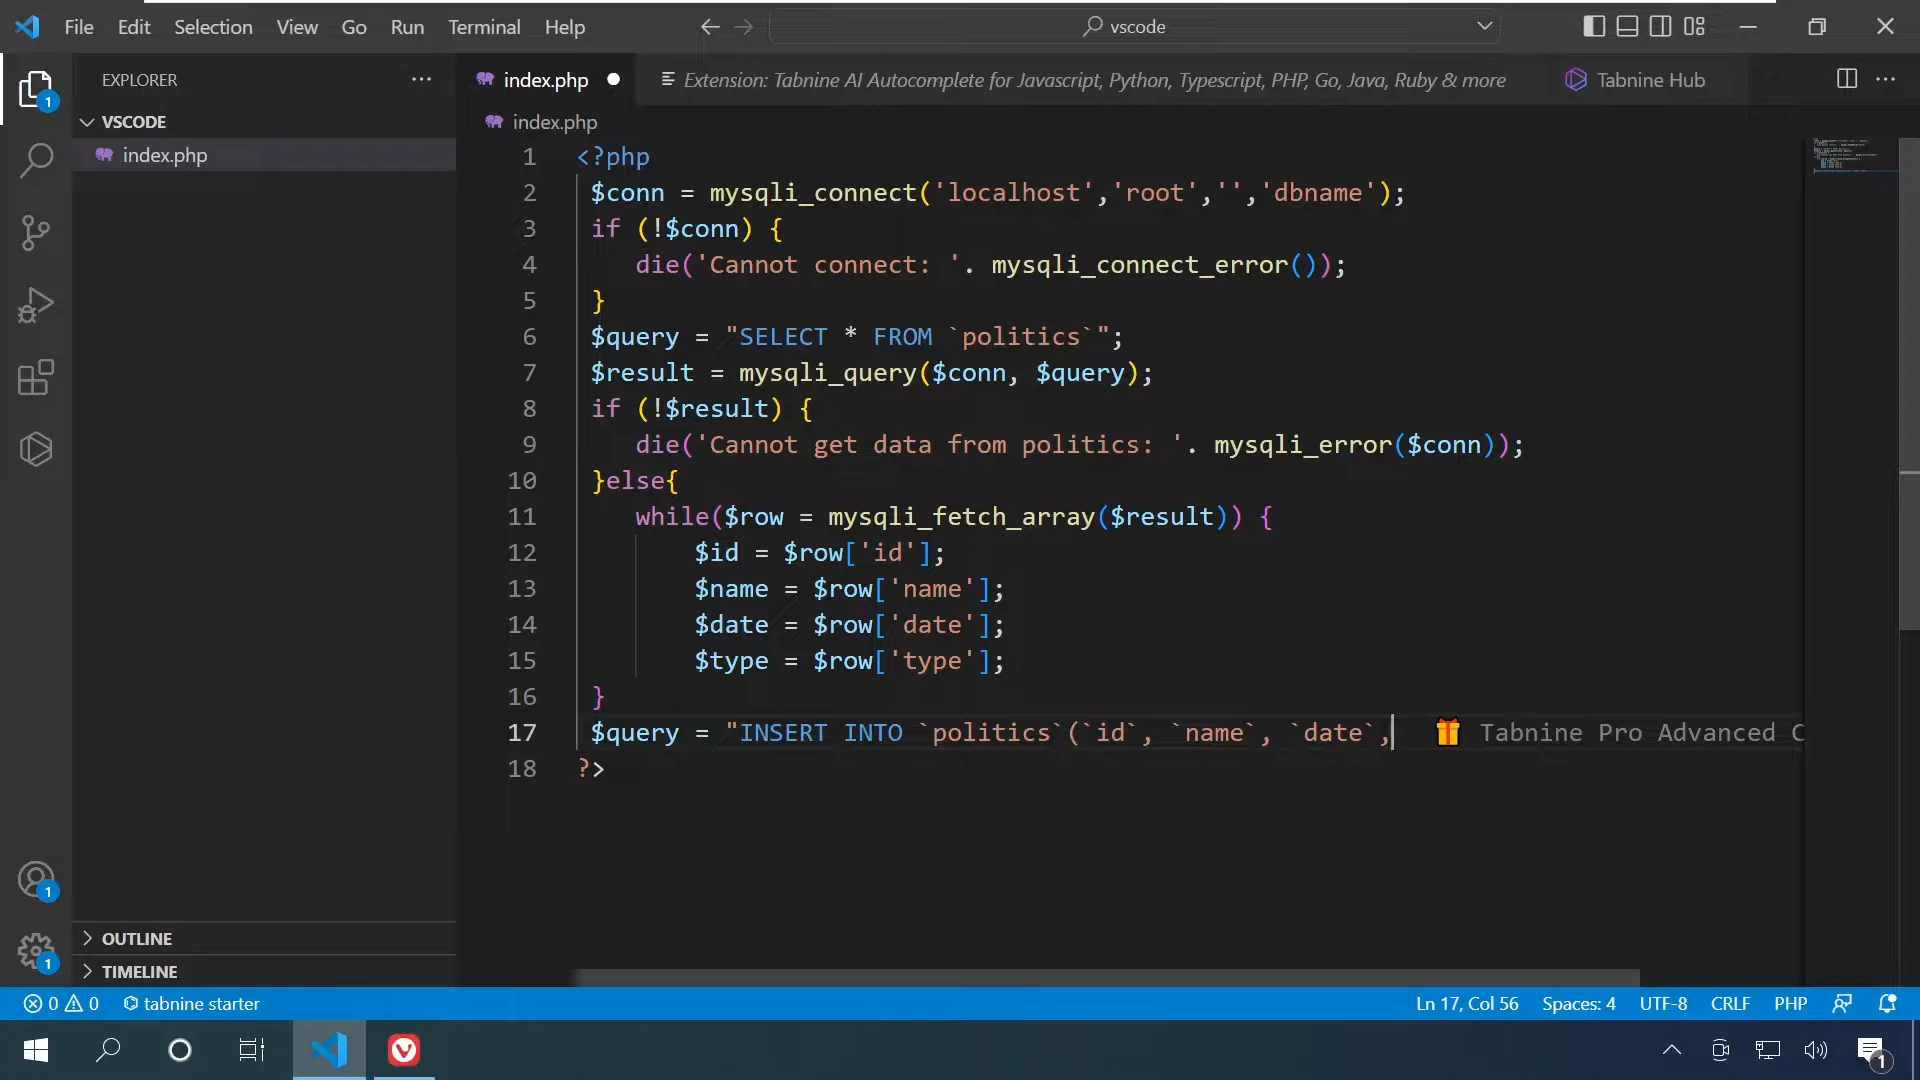 File Edit Selection View Go Run Terminal Help
vscode
EXPLORER
index.php
Extension: Tabnine AI Autocomplete for Javascript, Python, Typescript, PHP, Go, Java, Ruby & more
Tabnine Hub
1
VSCODE
index.php
index.php
1 <?php
2 $conn = mysqli_connect('localhost','root','','dbname');
3 if (!$conn) {
4 die('Cannot connect: '. mysqli_connect_error());
5 }
6 $query = "SELECT * FROM `politics`";
7 $result = mysqli_query($conn, $query);
8 if (!$result) {
9 die('Cannot get data from politics: '. mysqli_error($conn));
10 }else{
11 while($row = mysqli_fetch_array($result)) {
12 $id = $row['id'];
13 $name = $row['name'];
14 $date = $row['date'];
15 $type = $row['type'];
16 }
17 $query = "INSERT INTO `politics`(`id`, `name`, `date`, Tabnine Pro Advanced C
18 ?>
1
OUTLINE
1
TIMELINE
0 0 tabnine starter
Ln 17, Col 56 Spaces: 4 UTF-8 CRLF PHP
1